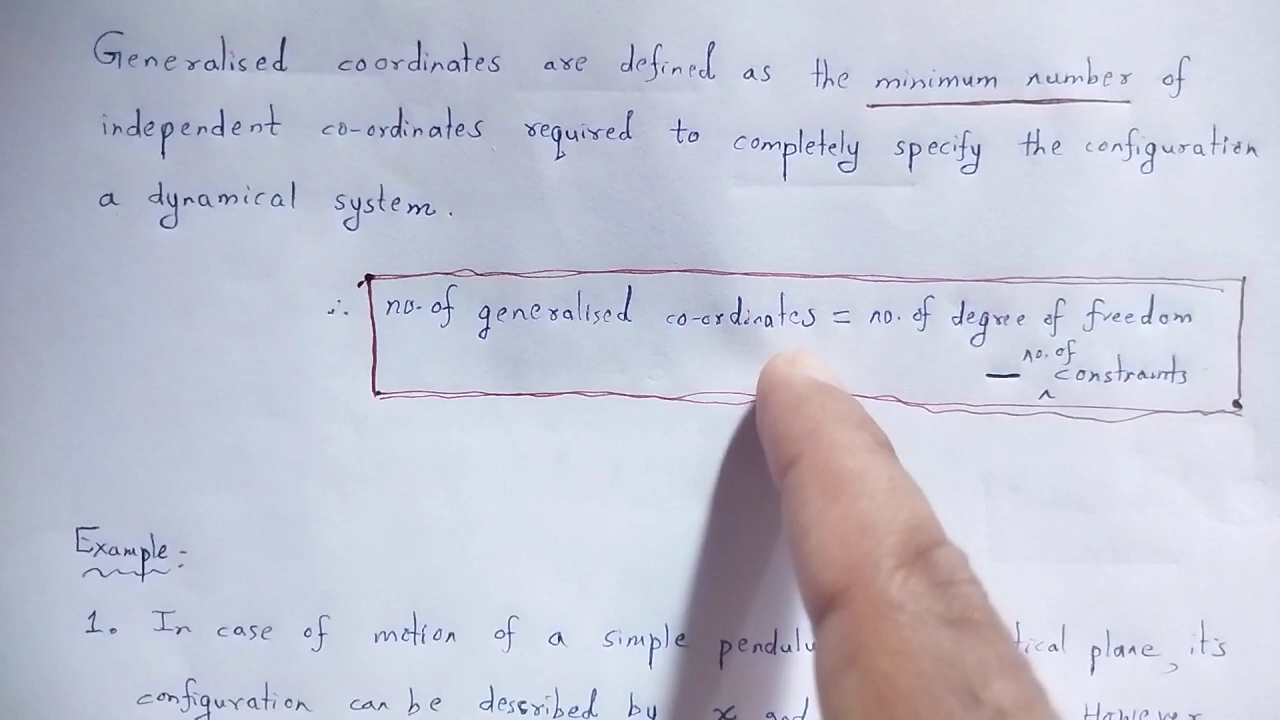 Generalised coordinates are defined as the minimum number of
independent co-ordinates required to completely specify the configuration
a dynamical system.
∴ no. of generalised co-ordinates = no. of degree of freedom
— no. of constraints
Example:-
1. In case of motion of a simple plane, it's
configuration can be described by x and However